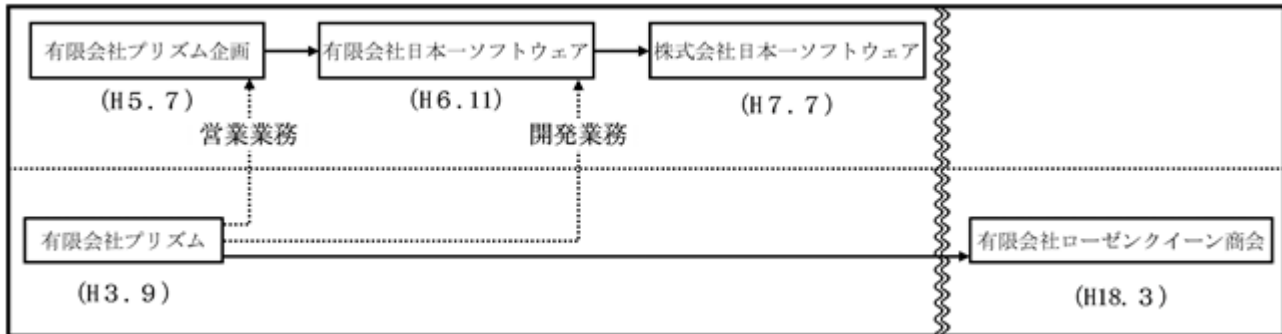 有限会社プリズム企画
有限会社日本一ソフトウェア
株式会社日本一ソフトウェア
(H5.7)
(H6.11)
(H7.7)
営業業務
開発業務
有限会社プリズム
有限会社ローゼンクイーン商会
(H3.9)
(H18.3)